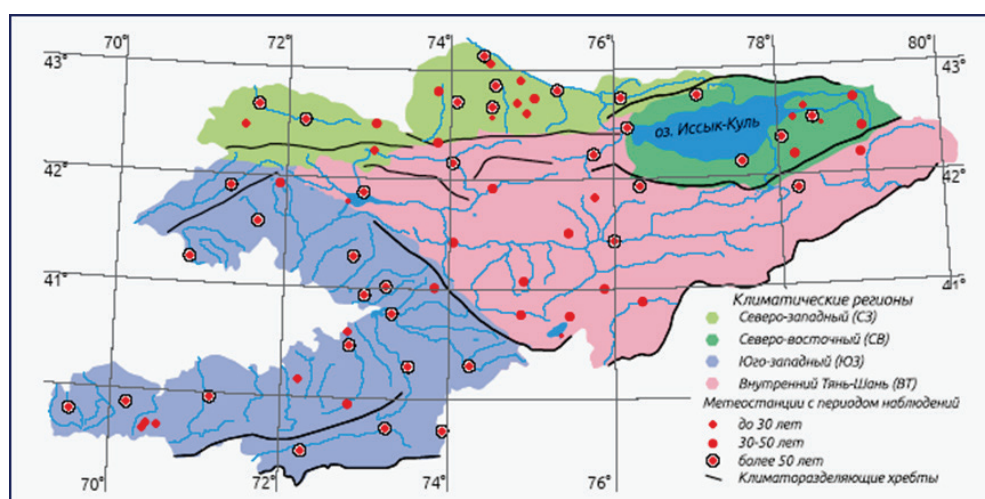 70° 72° 74° 76° 78° 80°
43° 43°
оз. Иссык-Куль
42° 42°
41° 41°
Климатические регионы
Северо-западный (СЗ)
Северо-восточный (СВ)
Юго-западный (ЮЗ)
Внутренний Тянь-Шань (ВТ)
Метеостанции с периодом наблюдений
до 30 лет
30-50 лет
более 50 лет
Климаторазделяющие хребты
70° 72° 74° 76° 78°